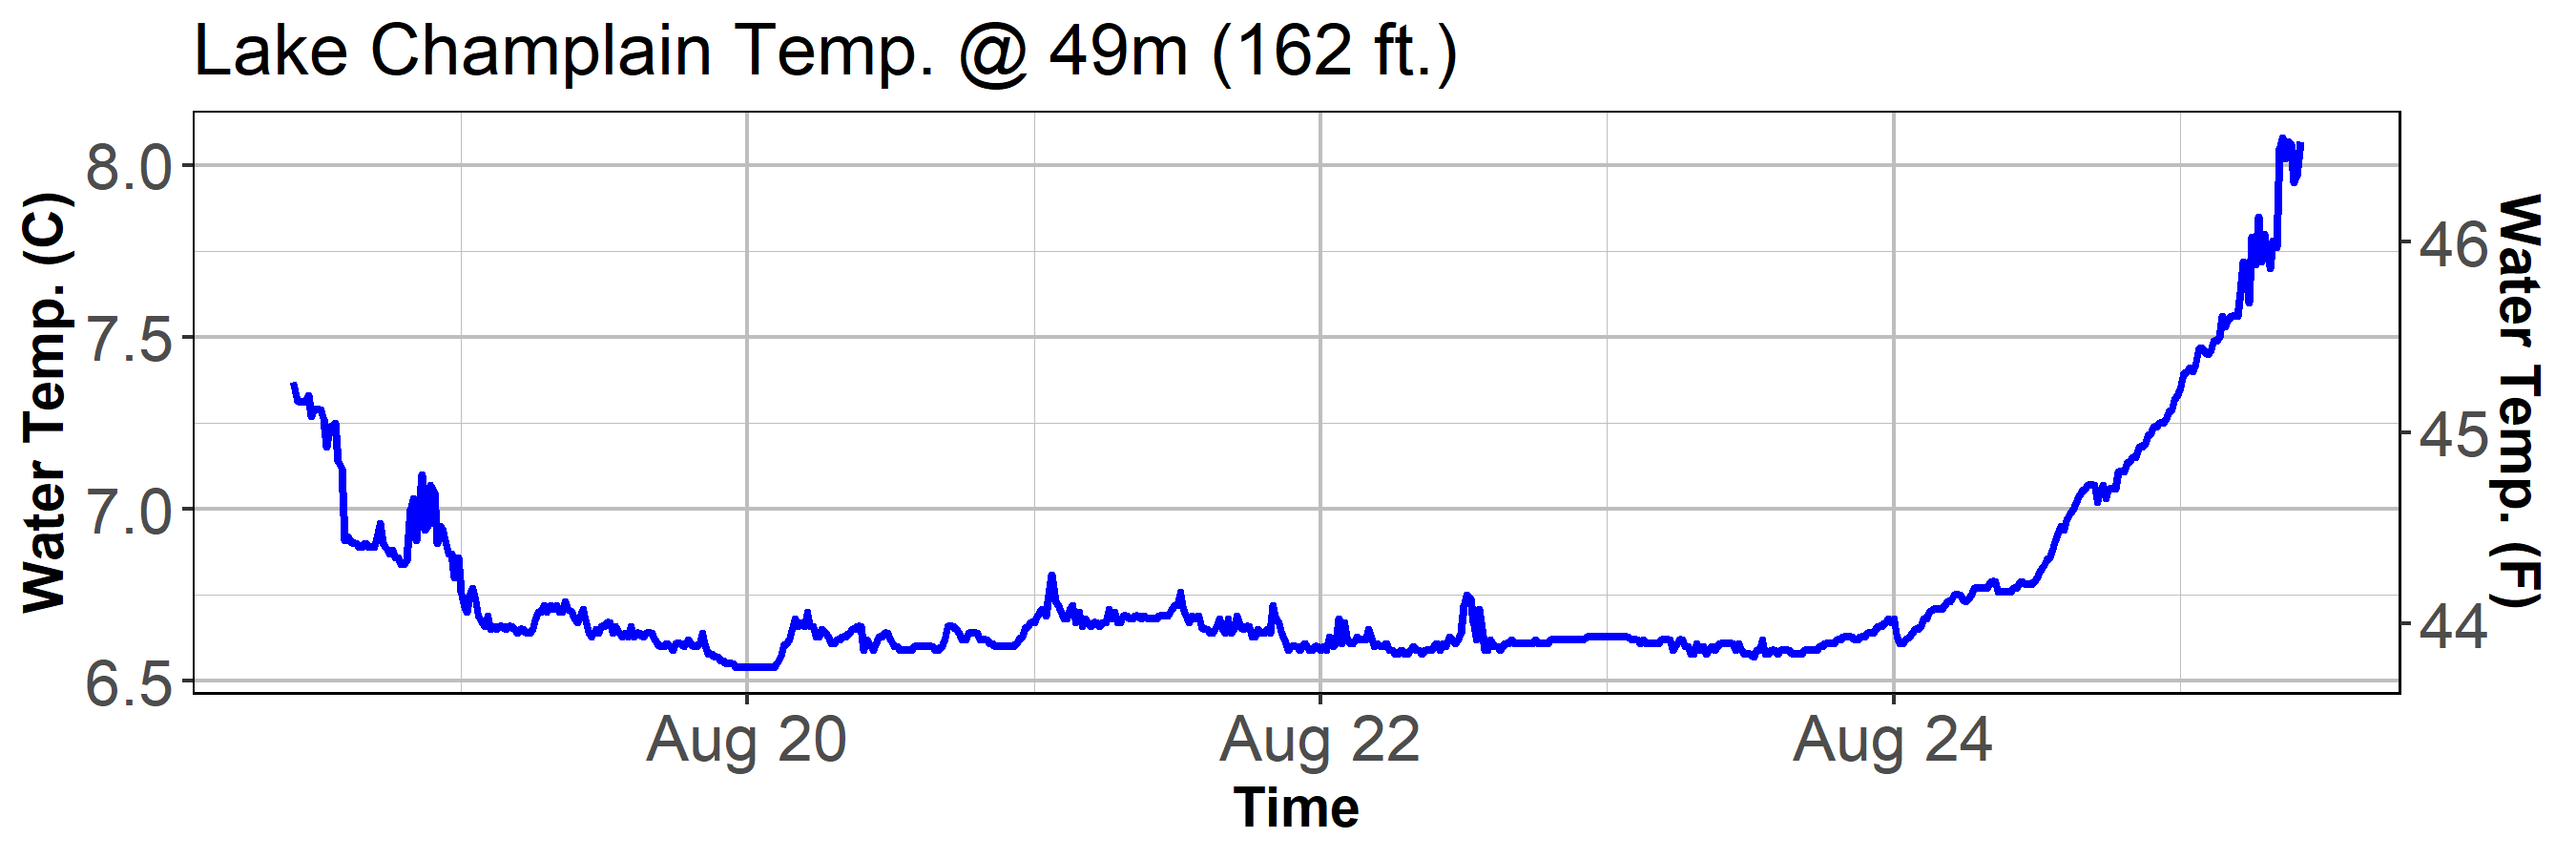 Lake Champlain Temp. @ 49m (162 ft.)
Water Temp. (C)
8.0
7.5
7.0
6.5
46
45
44
Water Temp. (F)
Aug 20
Aug 22
Aug 24
Time